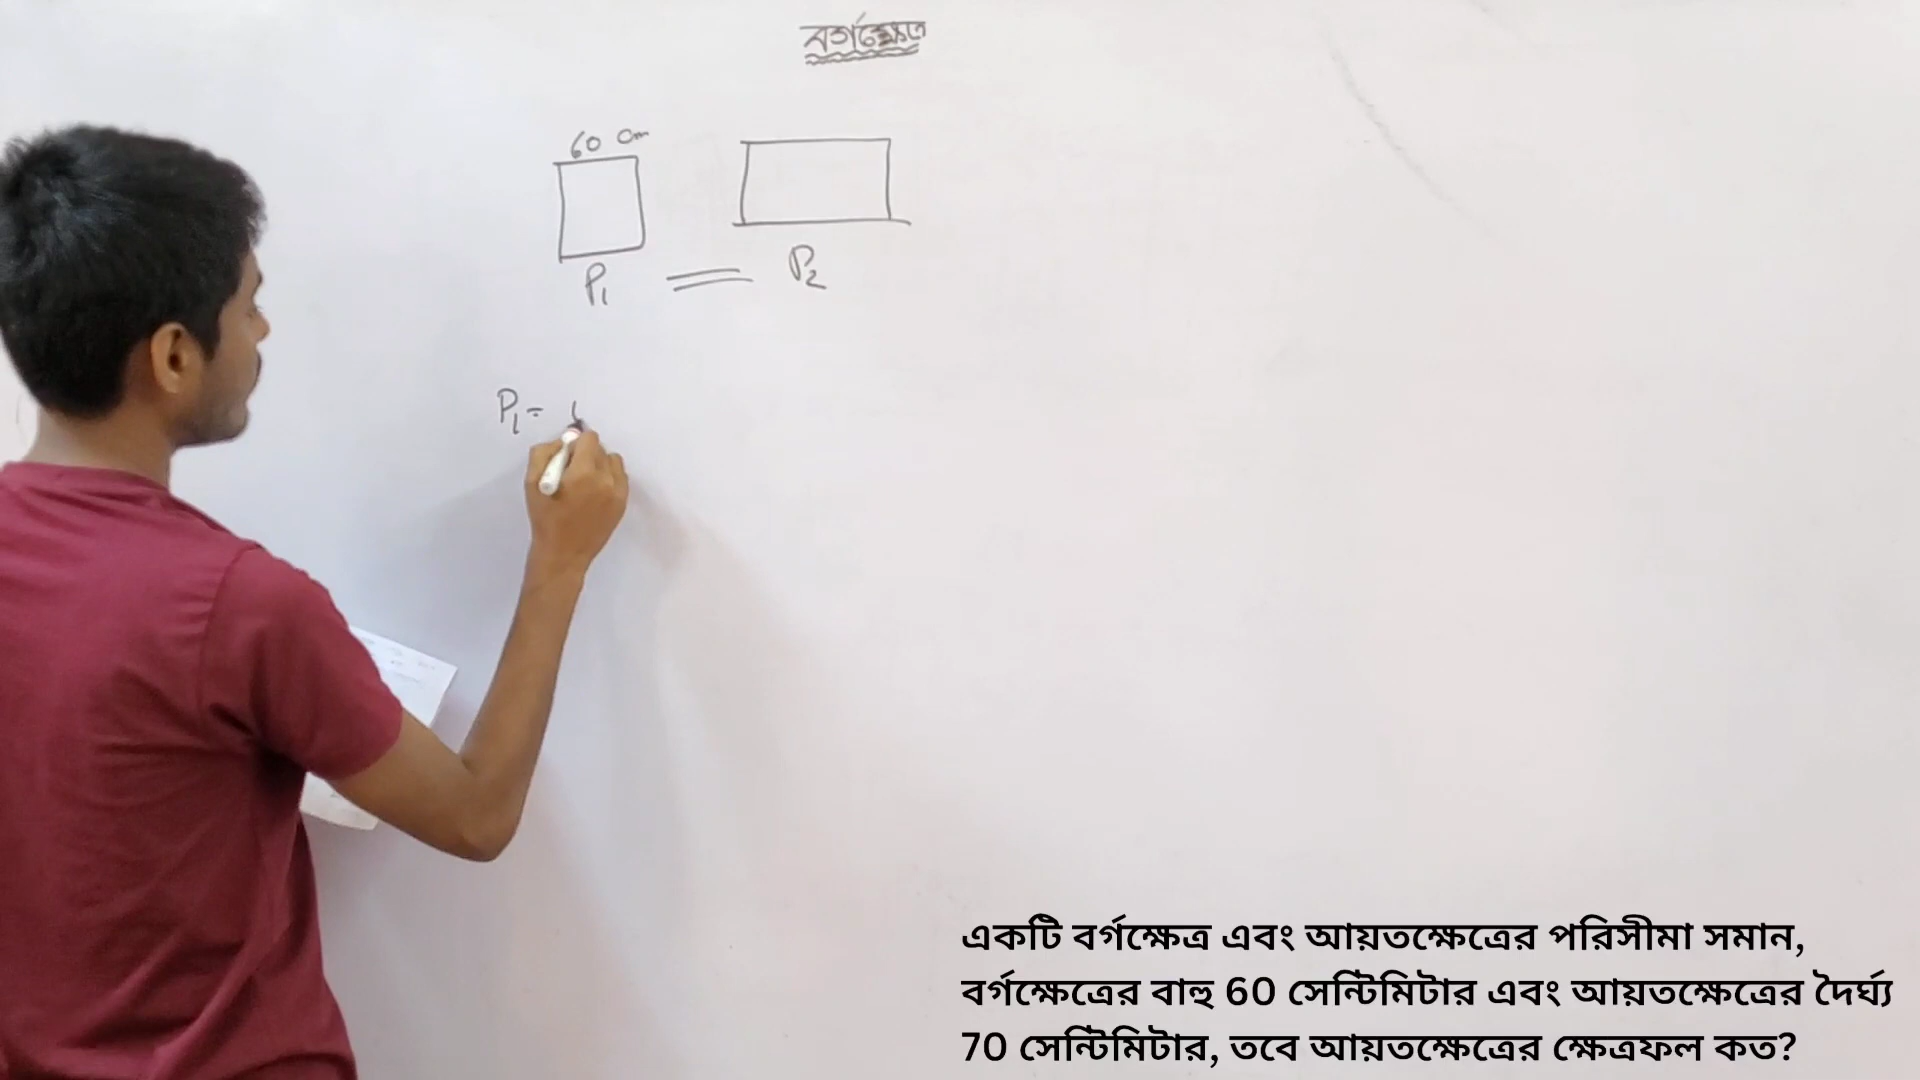 বর্গক্ষেত্র
60 cm
P₁ = P₂
P₁ =
একটি বর্গক্ষেত্র এবং আয়তক্ষেত্রের পরিসীমা সমান,
বর্গক্ষেত্রের বাহু 60 সেন্টিমিটার এবং আয়তক্ষেত্রের দৈর্ঘ্য
70 সেন্টিমিটার, তবে আয়তক্ষেত্রের ক্ষেত্রফল কত?